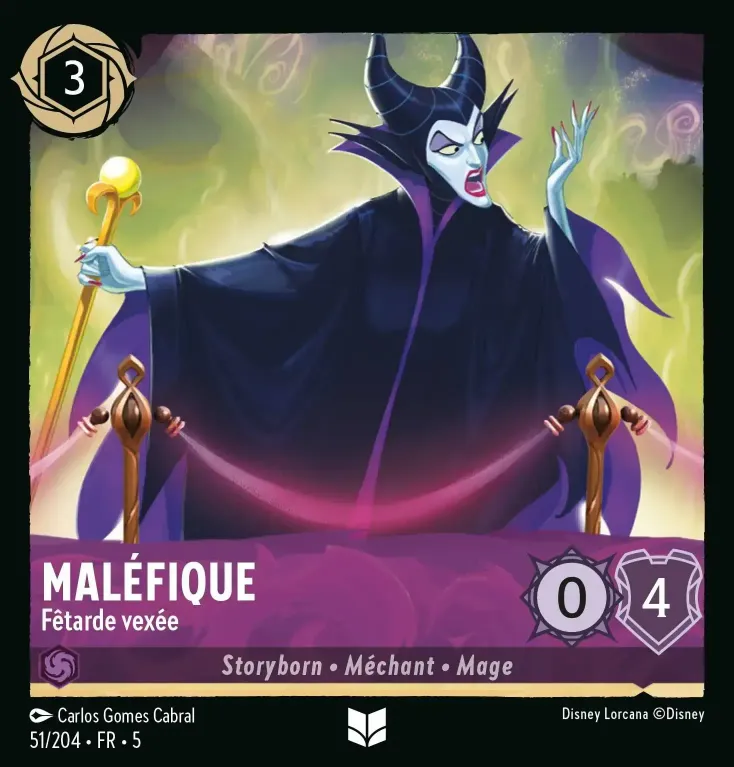 3
MALÉFIQUE
Fêtarde vexée
0
4
Storyborn • Méchant • Mage
Carlos Gomes Cabral
Disney Lorcana ©Disney
51/204 • FR • 5